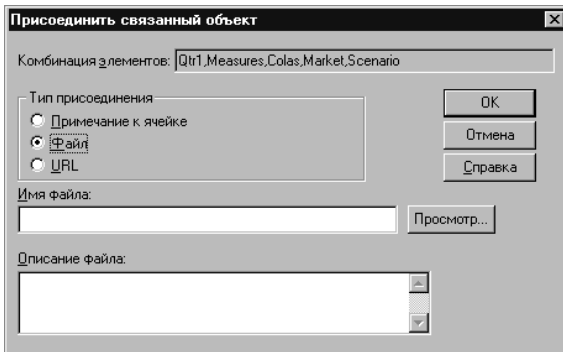 Присоединить связанный объект
Комбинация элементов: Qtr1,Measures,Colas,Market,Scenario
Тип присоединения
Примечание к ячейке
Файл
URL
OK
Отмена
Справка
Имя файла:
Просмотр...
Описание файла: